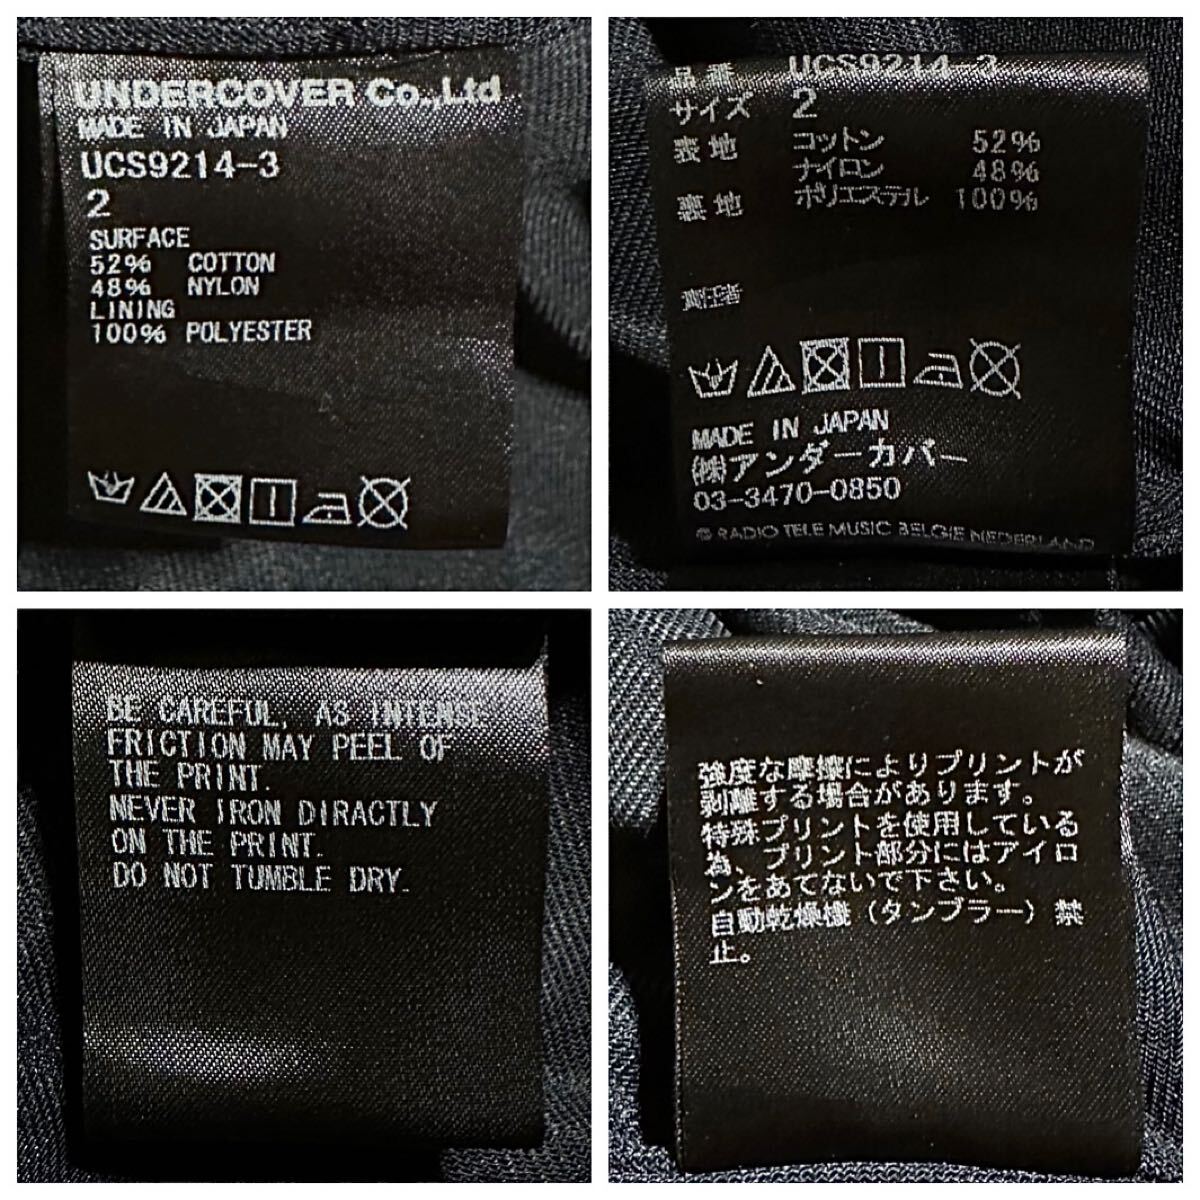 UNDERCOVER Co.,Ltd
MADE IN JAPAN
UCS9214-3
2
SURFACE
52% COTTON
48% NYLON
LINING
100% POLYESTER
品番 UCS9214-3
サイズ 2
表地 コットン 52%
ナイロン 48%
裏地 ポリエステル 100%
責任者
MADE IN JAPAN
㈱アンダーカバー
03-3470-0850
© RADIO TELE MUSIC BELGIE NEDERLAND
BE CAREFUL, AS INTENSE
FRICTION MAY PEEL OF
THE PRINT.
NEVER IRON DIRACTLY
ON THE PRINT.
DO NOT TUMBLE DRY.
強度な摩擦によりプリントが
剥離する場合があります。
特殊プリントを使用している
為、プリント部分にはアイロ
ンをあてないで下さい。
自動乾燥機(タンブラー)禁
止。